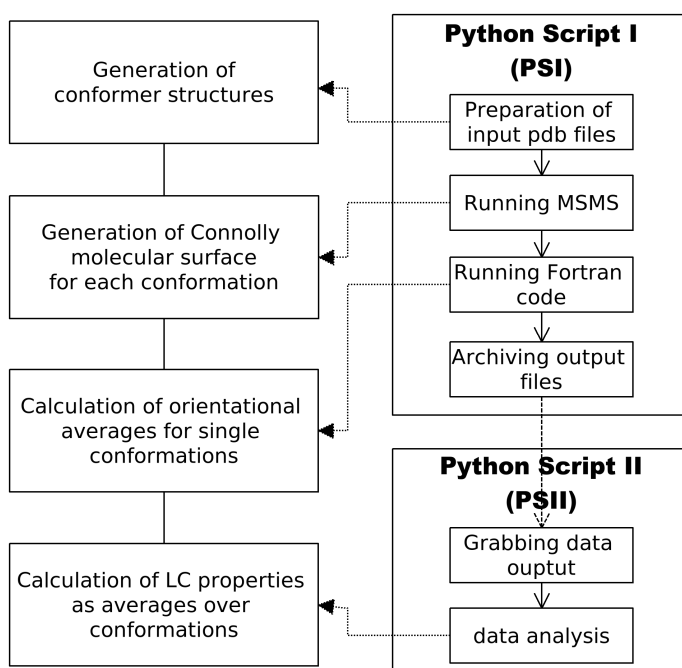 Generation of
conformer structures
Generation of Connolly
molecular surface
for each conformation
Calculation of orientational
averages for single
conformations
Calculation of LC properties
as averages over
conformations
Python Script I
(PSI)
Preparation of
input pdb files
Running MSMS
Running Fortran
code
Archiving output
files
Python Script II
(PSII)
Grabbing data
ouptut
data analysis